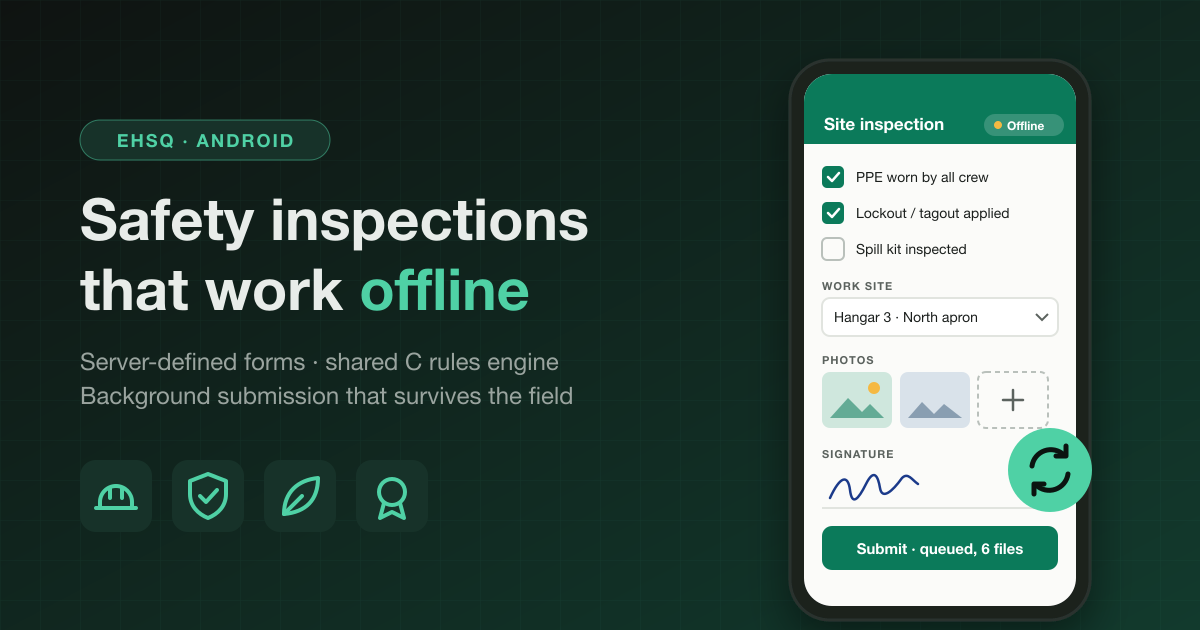 EHSQ · ANDROID
Safety inspections
that work offline
Server-defined forms · shared C rules engine
Background submission that survives the field
Site inspection
Offline
PPE worn by all crew
Lockout / tagout applied
Spill kit inspected
WORK SITE
Hangar 3 · North apron
PHOTOS
SIGNATURE
Submit · queued, 6 files